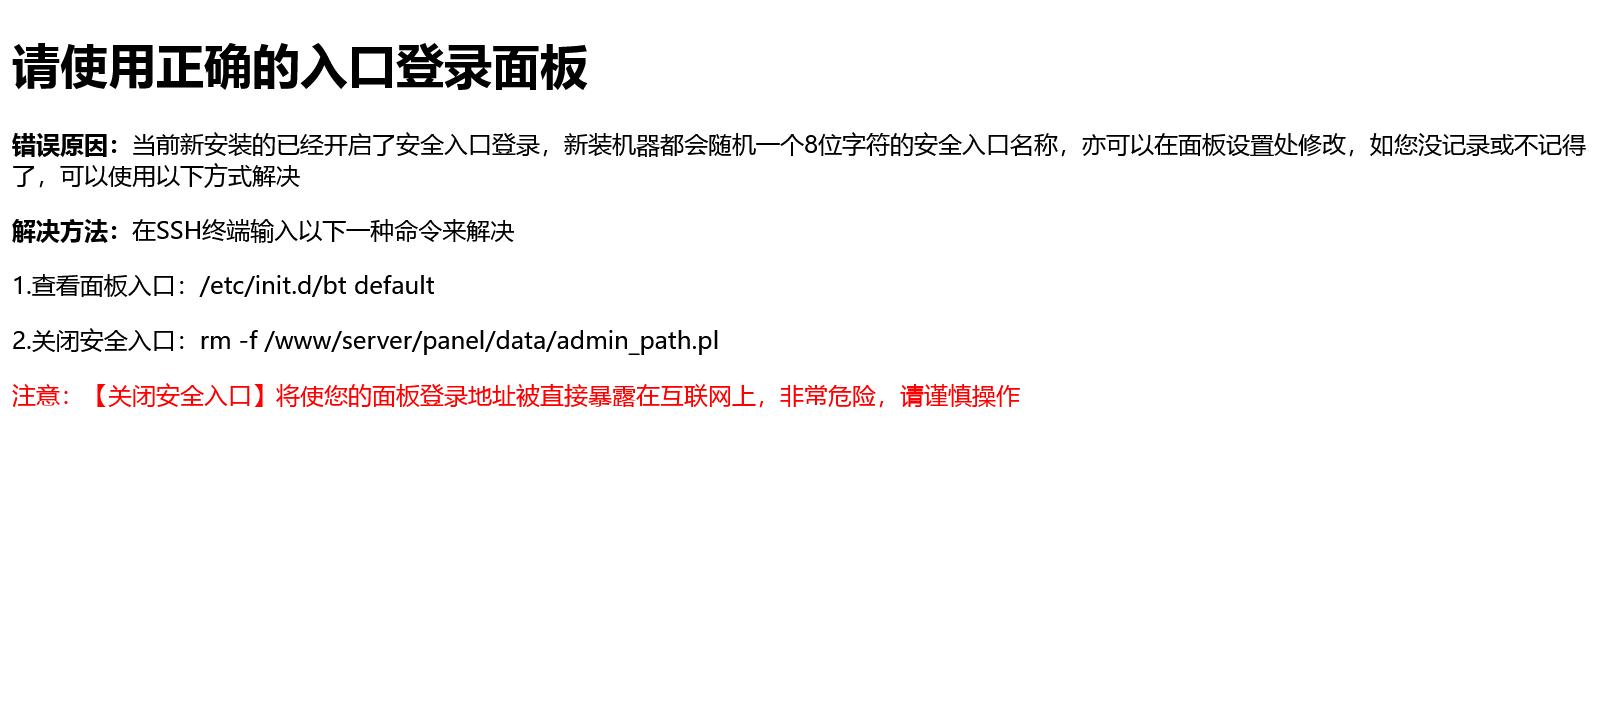 请使用正确的入口登录面板
错误原因：当前新安装的已经开启了安全入口登录，新装机器都会随机一个8位字符的安全入口名称，亦可以在面板设置处修改，如您没记录或不记得
了，可以使用以下方式解决
解决方法：在SSH终端输入以下一种命令来解决
1.查看面板入口：/etc/init.d/bt default
2.关闭安全入口：rm -f /www/server/panel/data/admin_path.pl
注意：【关闭安全入口】将使您的面板登录地址被直接暴露在互联网上，非常危险，请谨慎操作